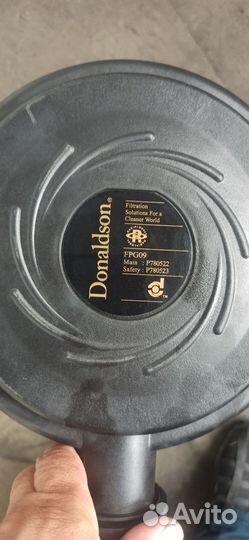 Donaldson®
Filtration
Solutions For a
Cleaner World
FPG09
Main : P780522
Safety : P780523
Avito